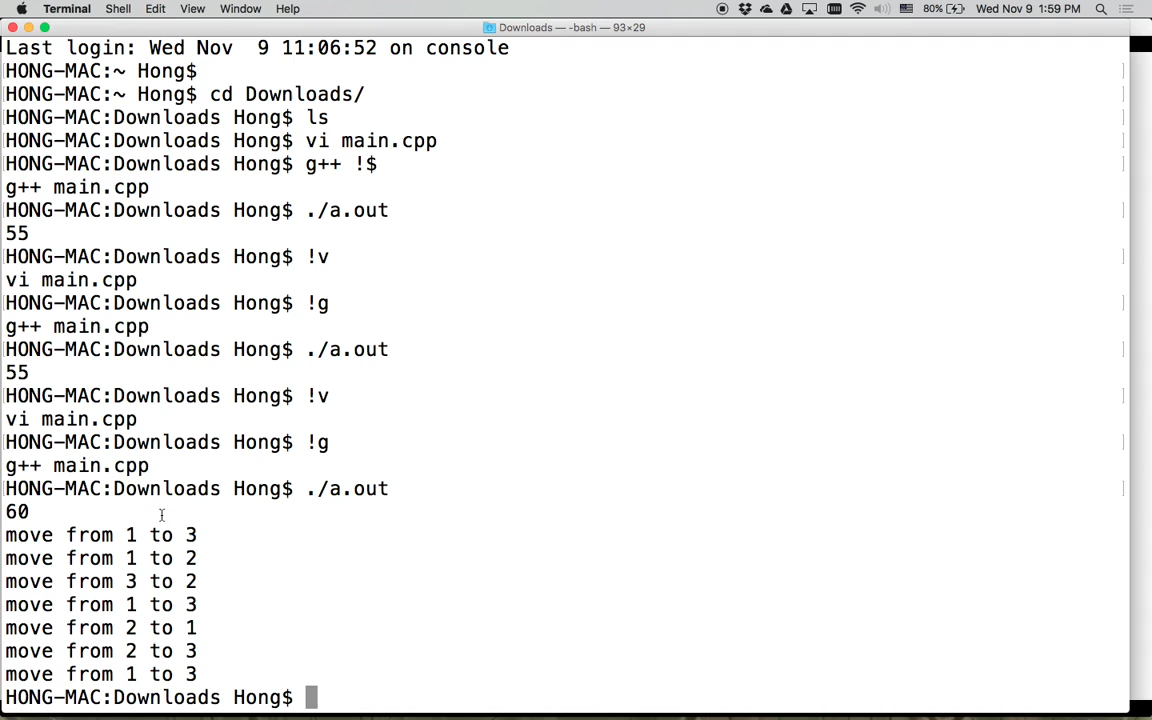 Terminal Shell Edit View Window Help 80% Wed Nov 9 1:59 PM
Downloads — -bash — 93×29
Last login: Wed Nov  9 11:06:52 on console
HONG-MAC:~ Hong$
HONG-MAC:~ Hong$ cd Downloads/
HONG-MAC:Downloads Hong$ ls
HONG-MAC:Downloads Hong$ vi main.cpp
HONG-MAC:Downloads Hong$ g++ !$
g++ main.cpp
HONG-MAC:Downloads Hong$ ./a.out
55
HONG-MAC:Downloads Hong$ !v
vi main.cpp
HONG-MAC:Downloads Hong$ !g
g++ main.cpp
HONG-MAC:Downloads Hong$ ./a.out
55
HONG-MAC:Downloads Hong$ !v
vi main.cpp
HONG-MAC:Downloads Hong$ !g
g++ main.cpp
HONG-MAC:Downloads Hong$ ./a.out
60
move from 1 to 3
move from 1 to 2
move from 3 to 2
move from 1 to 3
move from 2 to 1
move from 2 to 3
move from 1 to 3
HONG-MAC:Downloads Hong$